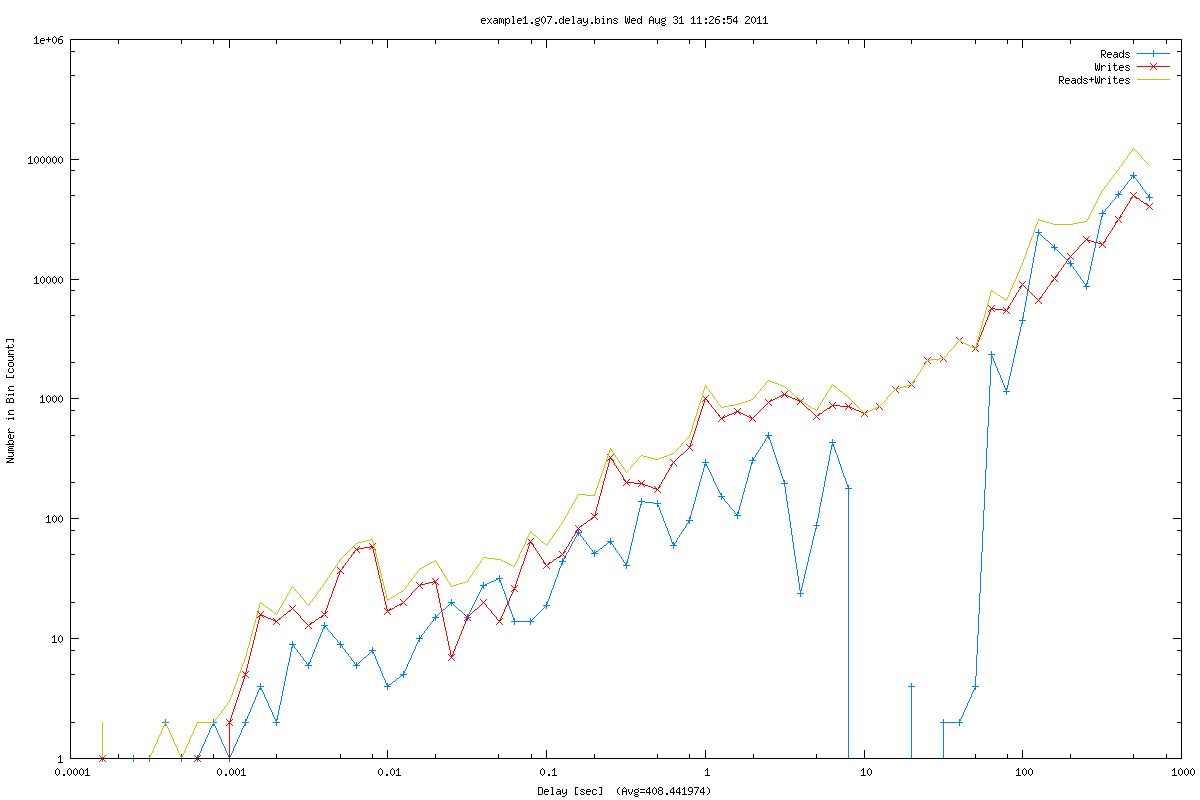 example1.g07.delay.bins Wed Aug 31 11:26:54 2011
Reads
Writes
Reads+Writes
Number in Bin [count]
1e+06
100000
10000
1000
100
10
1
0.0001
0.001
0.01
0.1
1
10
100
1000
Delay [sec]  (Avg=408.441974)